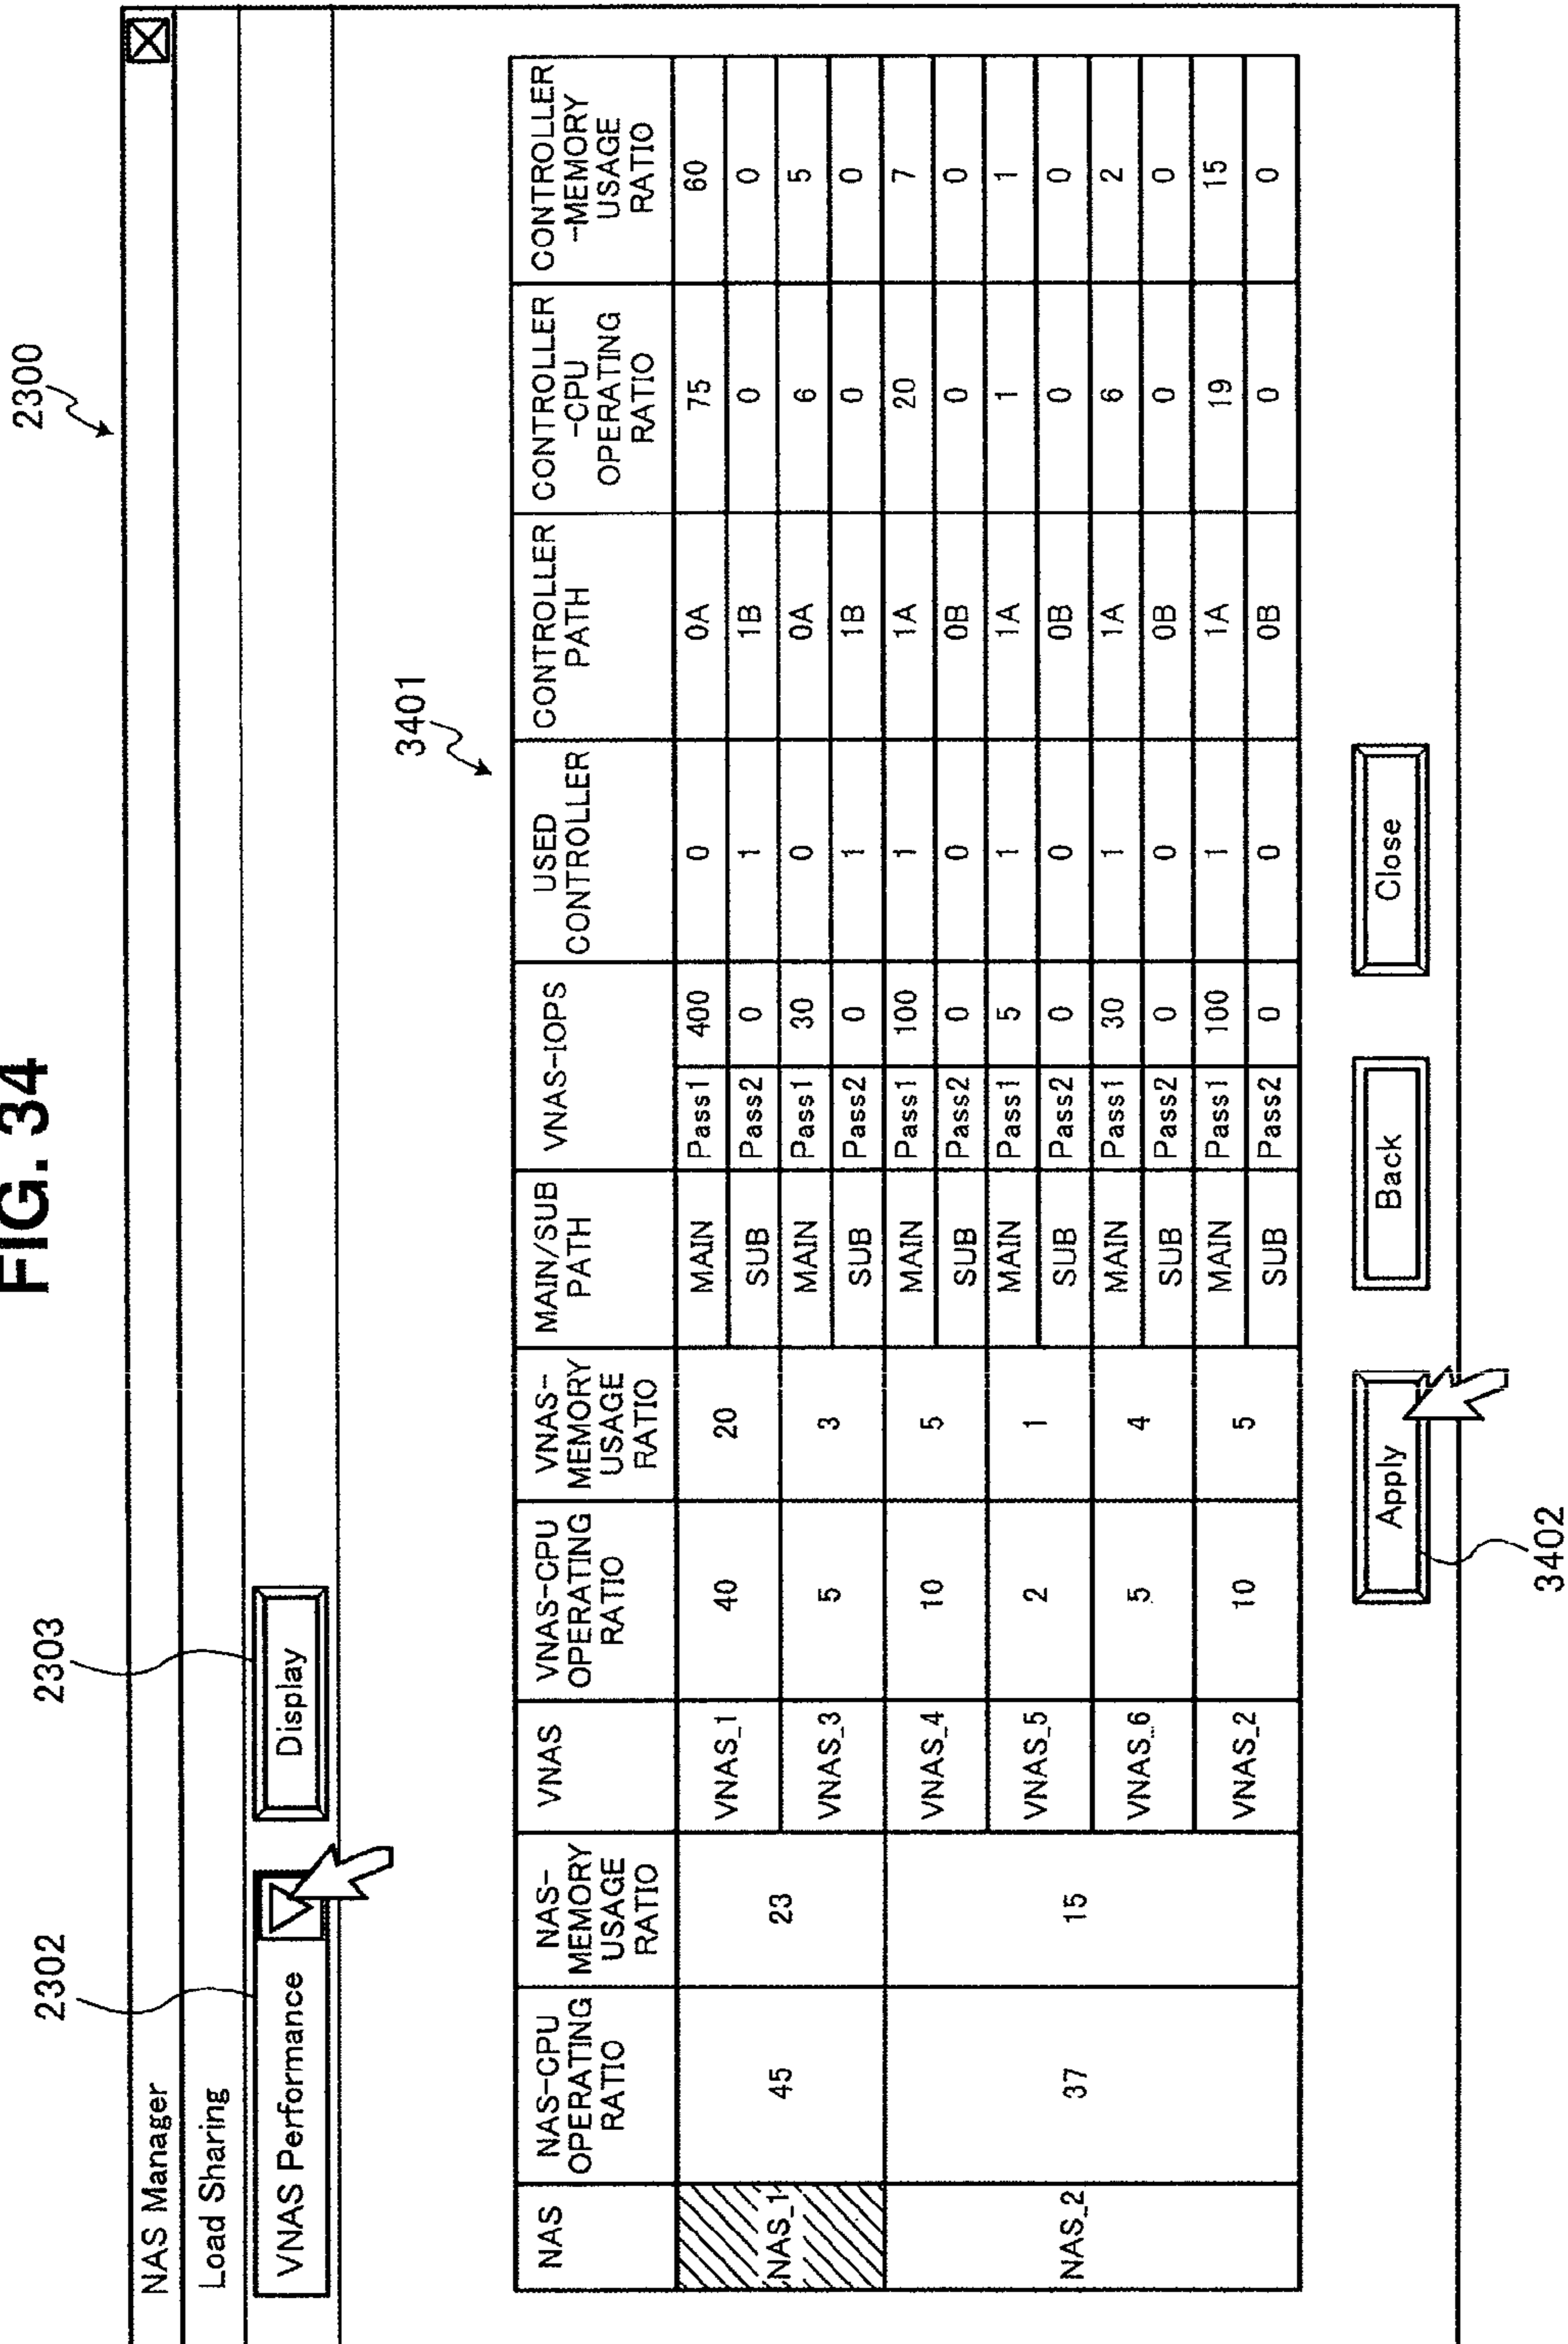 FIG. 34
2300
NAS Manager
Load Sharing
2302
2303
VNAS Performance
Display
3401
NAS
NAS-CPU
OPERATING
RATIO
NAS-
MEMORY
USAGE
RATIO
VNAS
VNAS-CPU
OPERATING
RATIO
VNAS-
MEMORY
USAGE
RATIO
MAIN/SUB
PATH
VNAS-IOPS
USED
CONTROLLER
CONTROLLER
PATH
CONTROLLER
-CPU
OPERATING
RATIO
CONTROLLER
-MEMORY
USAGE
RATIO
NAS_1 45 23 VNAS_1 40 20 MAIN Pass1 400 0 0A 75 60
SUB Pass2 0 1 1B 0 0
VNAS_3 5 3 MAIN Pass1 30 0 0A 6 5
SUB Pass2 0 1 1B 0 0
NAS_2 37 15 VNAS_4 10 5 MAIN Pass1 100 1 1A 20 7
SUB Pass2 0 0 0B 0 0
VNAS_5 2 1 MAIN Pass1 5 1 1A 1 1
SUB Pass2 0 0 0B 0 0
VNAS_6 5 4 MAIN Pass1 30 1 1A 6 2
SUB Pass2 0 0 0B 0 0
VNAS_2 10 5 MAIN Pass1 100 1 1A 19 15
SUB Pass2 0 0 0B 0 0
Apply
Back
Close
3402